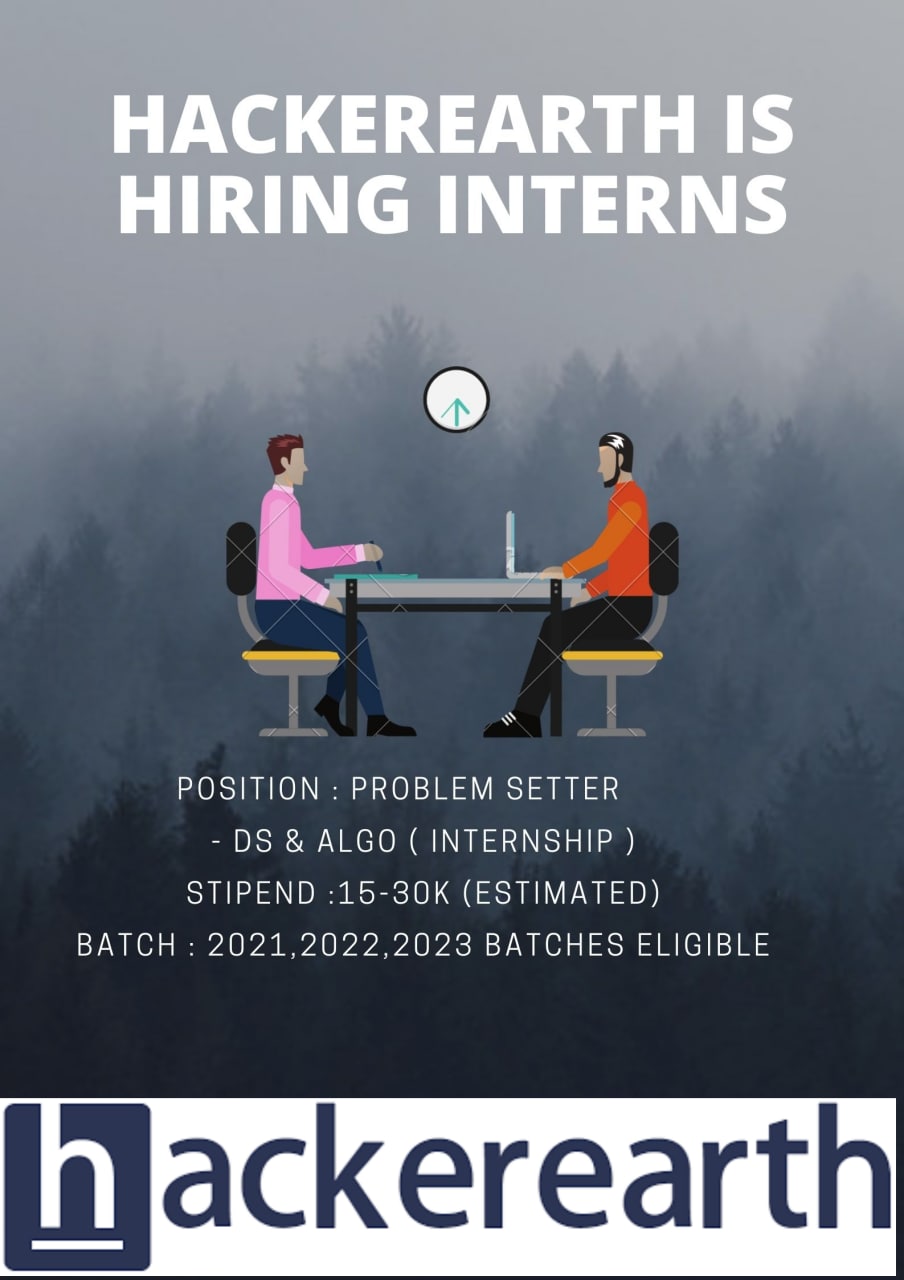 HACKEREARTH IS
HIRING INTERNS
POSITION : PROBLEM SETTER
- DS & ALGO ( INTERNSHIP )
STIPEND :15-30K (ESTIMATED)
BATCH : 2021,2022,2023 BATCHES ELIGIBLE
hackerearth